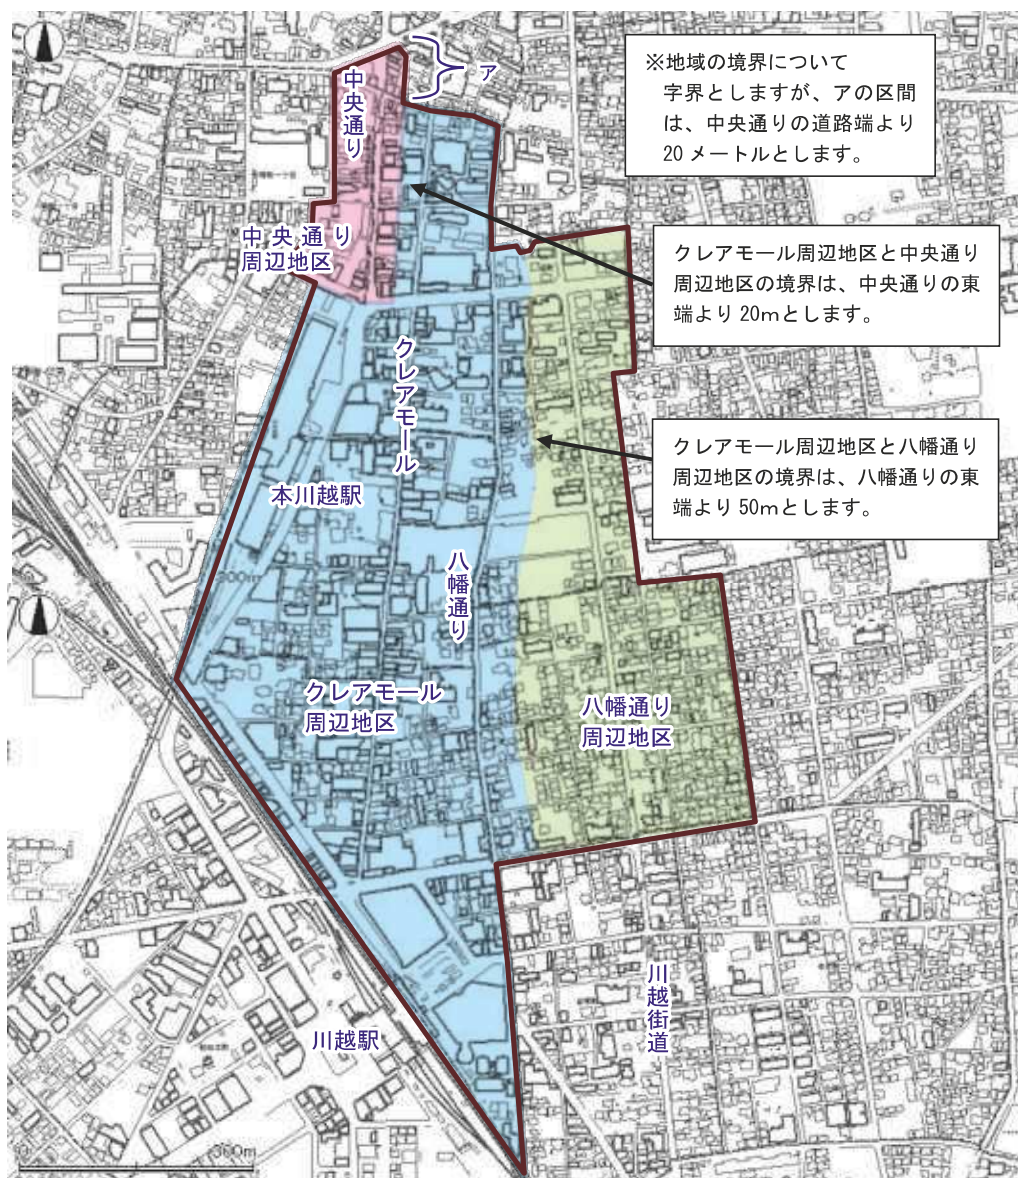 ※地域の境界について
字界としますが、アの区間
は、中央通りの道路端より
20メートルとします。
ア
中央通り
中央通り
周辺地区
クレアモール周辺地区と中央通り
周辺地区の境界は、中央通りの東
端より20mとします。
クレアモール
クレアモール周辺地区と八幡通り
周辺地区の境界は、八幡通りの東
端より50mとします。
本川越駅
八幡通り
クレアモール
周辺地区
八幡通り
周辺地区
川越街道
川越駅